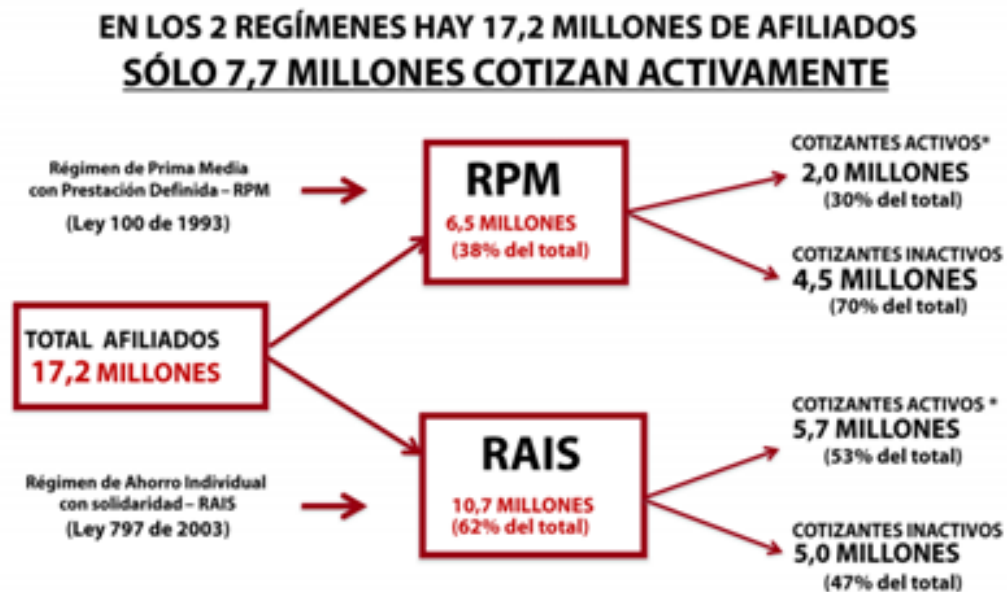 EN LOS 2 REGÍMENES HAY 17,2 MILLONES DE AFILIADOS
SÓLO 7,7 MILLONES COTIZAN ACTIVAMENTE
Régimen de Prima Media
con Prestación Definida – RPM
(Ley 100 de 1993)
RPM
6,5 MILLONES
(38% del total)
COTIZANTES ACTIVOS*
2,0 MILLONES
(30% del total)
COTIZANTES INACTIVOS
4,5 MILLONES
(70% del total)
TOTAL AFILIADOS
17,2 MILLONES
Régimen de Ahorro Individual
con solidaridad – RAIS
(Ley 797 de 2003)
RAIS
10,7 MILLONES
(62% del total)
COTIZANTES ACTIVOS *
5,7 MILLONES
(53% del total)
COTIZANTES INACTIVOS
5,0 MILLONES
(47% del total)